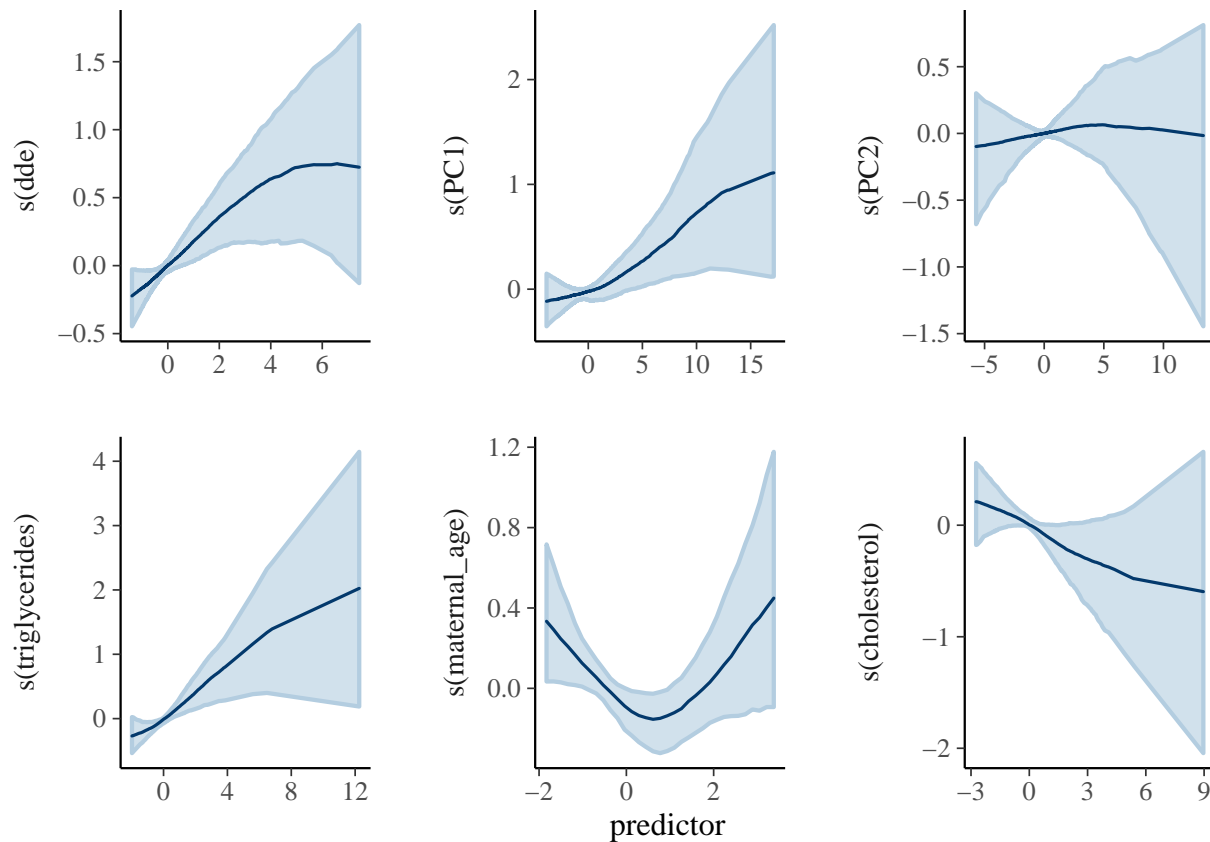 s(dde)
1.5
1.0
0.5
0.0
−0.5
0 2 4 6
s(PC1)
2
1
0
0 5 10 15
s(PC2)
0.5
0.0
−0.5
−1.0
−1.5
−5 0 5 10
s(triglycerides)
4
3
2
1
0
0 4 8 12
s(maternal_age)
1.2
0.8
0.4
0.0
−2 0 2
s(cholesterol)
0
−1
−2
−3 0 3 6 9
predictor